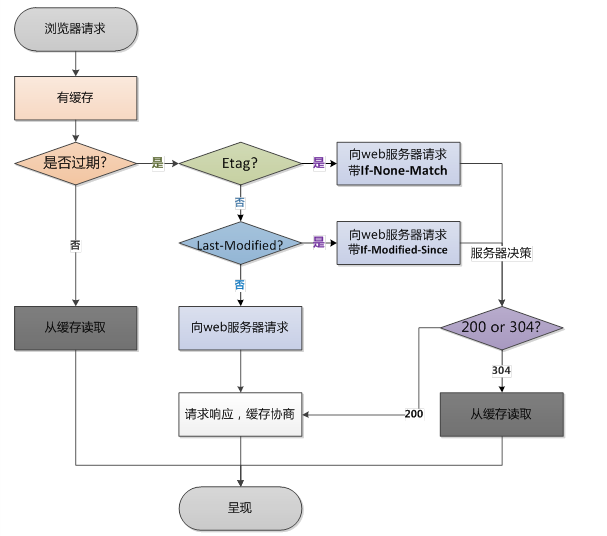 浏览器请求
有缓存
是否过期?
是
Etag?
是
向web服务器请求
带If-None-Match
否
否
Last-Modified?
是
向web服务器请求
带If-Modified-Since
服务器决策
否
从缓存读取
向web服务器请求
200 or 304?
304
请求响应，缓存协商
200
从缓存读取
呈现